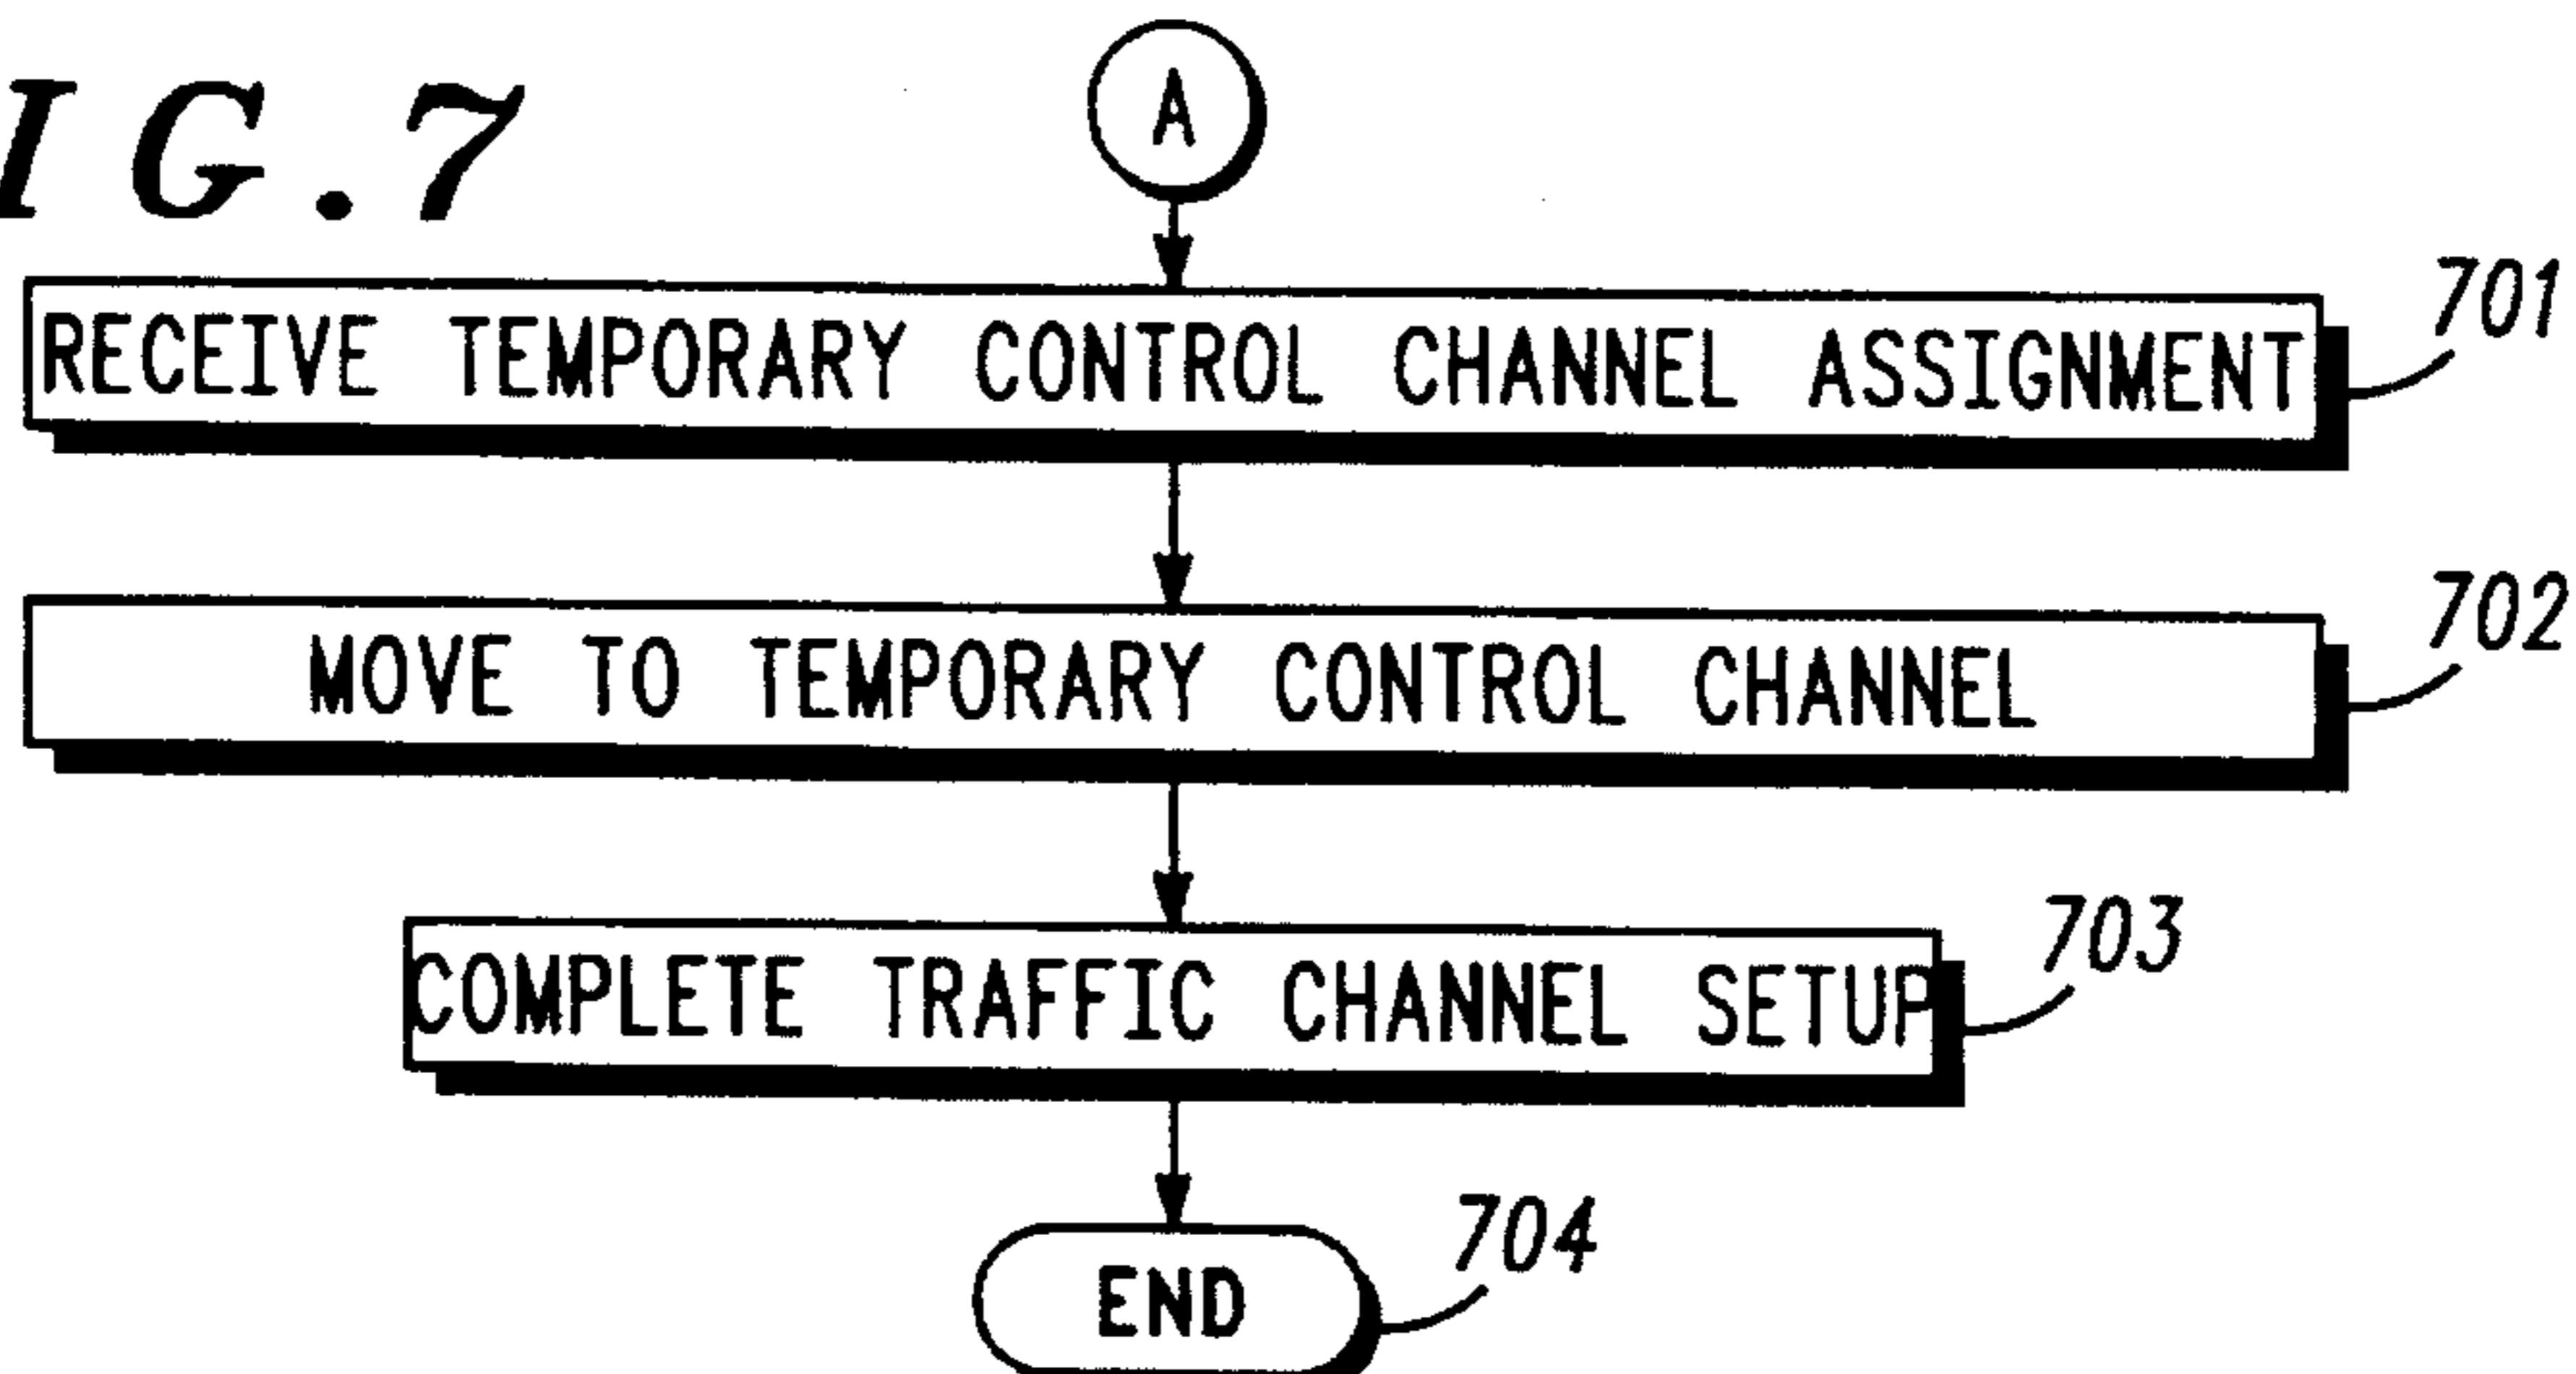 IG.7
A
RECEIVE TEMPORARY CONTROL CHANNEL ASSIGNMENT
701
MOVE TO TEMPORARY CONTROL CHANNEL
702
COMPLETE TRAFFIC CHANNEL SETUP
703
END
704